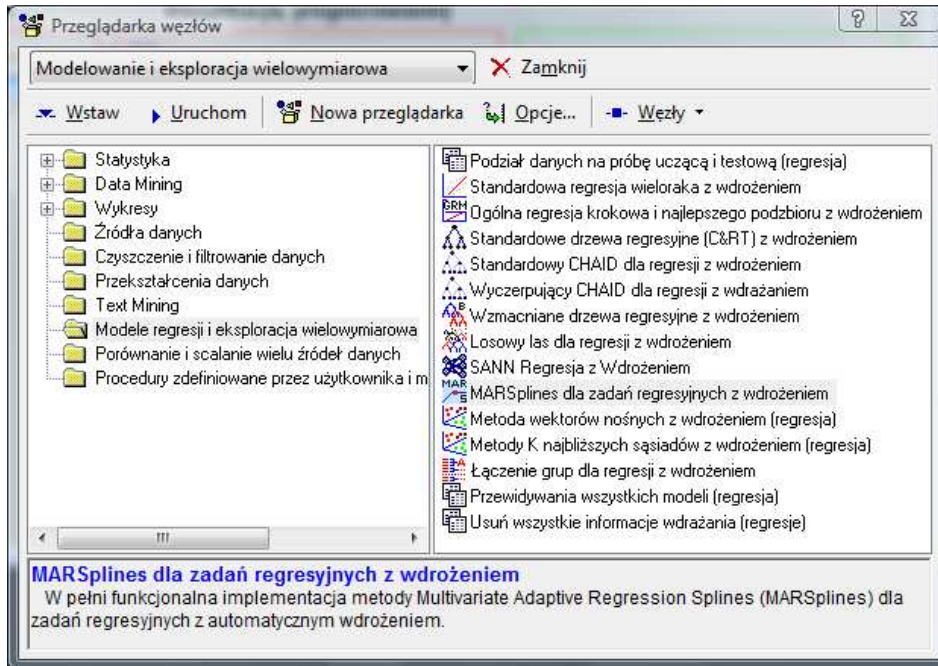 Przeglądarka węzłów
Modelowanie i eksploracja wielowymiarowa
Zamknij
Wstaw Uruchom Nowa przeglądarka Opcje... Węzły
Statystyka
Data Mining
Wykresy
Źródła danych
Czyszczenie i filtrowanie danych
Przekształcenia danych
Text Mining
Modele regresji i eksploracja wielowymiarowa
Porównanie i scalanie wielu źródeł danych
Procedury zdefiniowane przez użytkownika i m
Podział danych na próbę uczącą i testową (regresja)
Standardowa regresja wieloraka z wdrożeniem
GRM Ogólna regresja krokowa i najlepszego podzbioru z wdrożeniem
Standardowe drzewa regresyjne (C&RT) z wdrożeniem
Standardowy CHAID dla regresji z wdrożeniem
Wyczerpujący CHAID dla regresji z wdrażaniem
Wzmacniane drzewa regresyjne z wdrożeniem
Losowy las dla regresji z wdrożeniem
SANN Regresja z Wdrożeniem
MARSplines dla zadań regresyjnych z wdrożeniem
Metoda wektorów nośnych z wdrożeniem (regresja)
Metody K najbliższych sąsiadów z wdrożeniem (regresja)
Łączenie grup dla regresji z wdrożeniem
Przewidywania wszystkich modeli (regresja)
Usuń wszystkie informacje wdrażania (regresje)
MARSplines dla zadań regresyjnych z wdrożeniem
W pełni funkcjonalna implementacja metody Multivariate Adaptive Regression Splines (MARSplines) dla
zadań regresyjnych z automatycznym wdrożeniem.